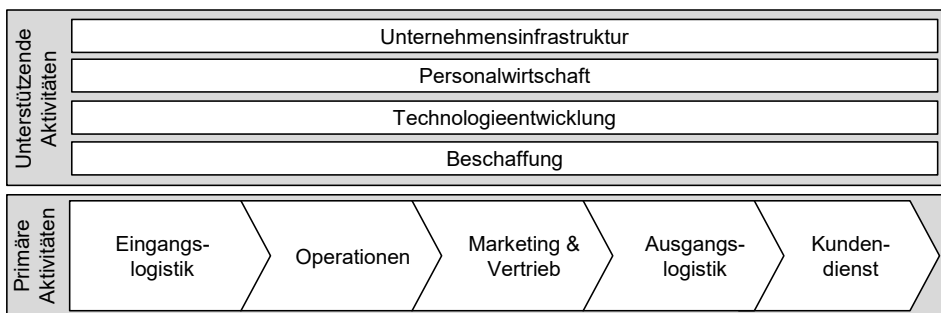 Unterstützende
Aktivitäten
Unternehmensinfrastruktur
Personalwirtschaft
Technologieentwicklung
Beschaffung
Primäre
Aktivitäten
Eingangs-
logistik
Operationen
Marketing &
Vertrieb
Ausgangs-
logistik
Kunden-
dienst